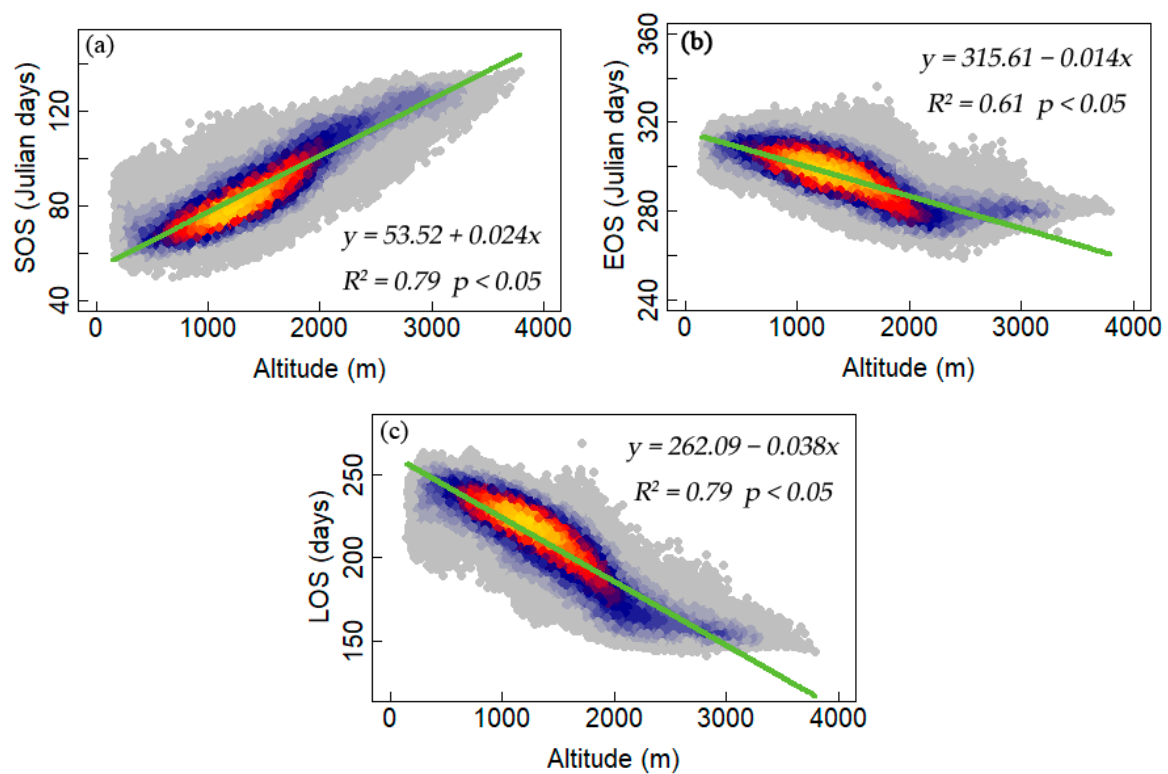 (a)
y = 53.52 + 0.024x
R² = 0.79 p < 0.05
SOS (Julian days)
40 80 120
0 1000 2000 3000 4000
Altitude (m)
(b)
y = 315.61 − 0.014x
R² = 0.61 p < 0.05
EOS (Julian days)
240 280 320 360
0 1000 2000 3000 4000
Altitude (m)
(c)
y = 262.09 − 0.038x
R² = 0.79 p < 0.05
LOS (days)
150 200 250
0 1000 2000 3000 4000
Altitude (m)